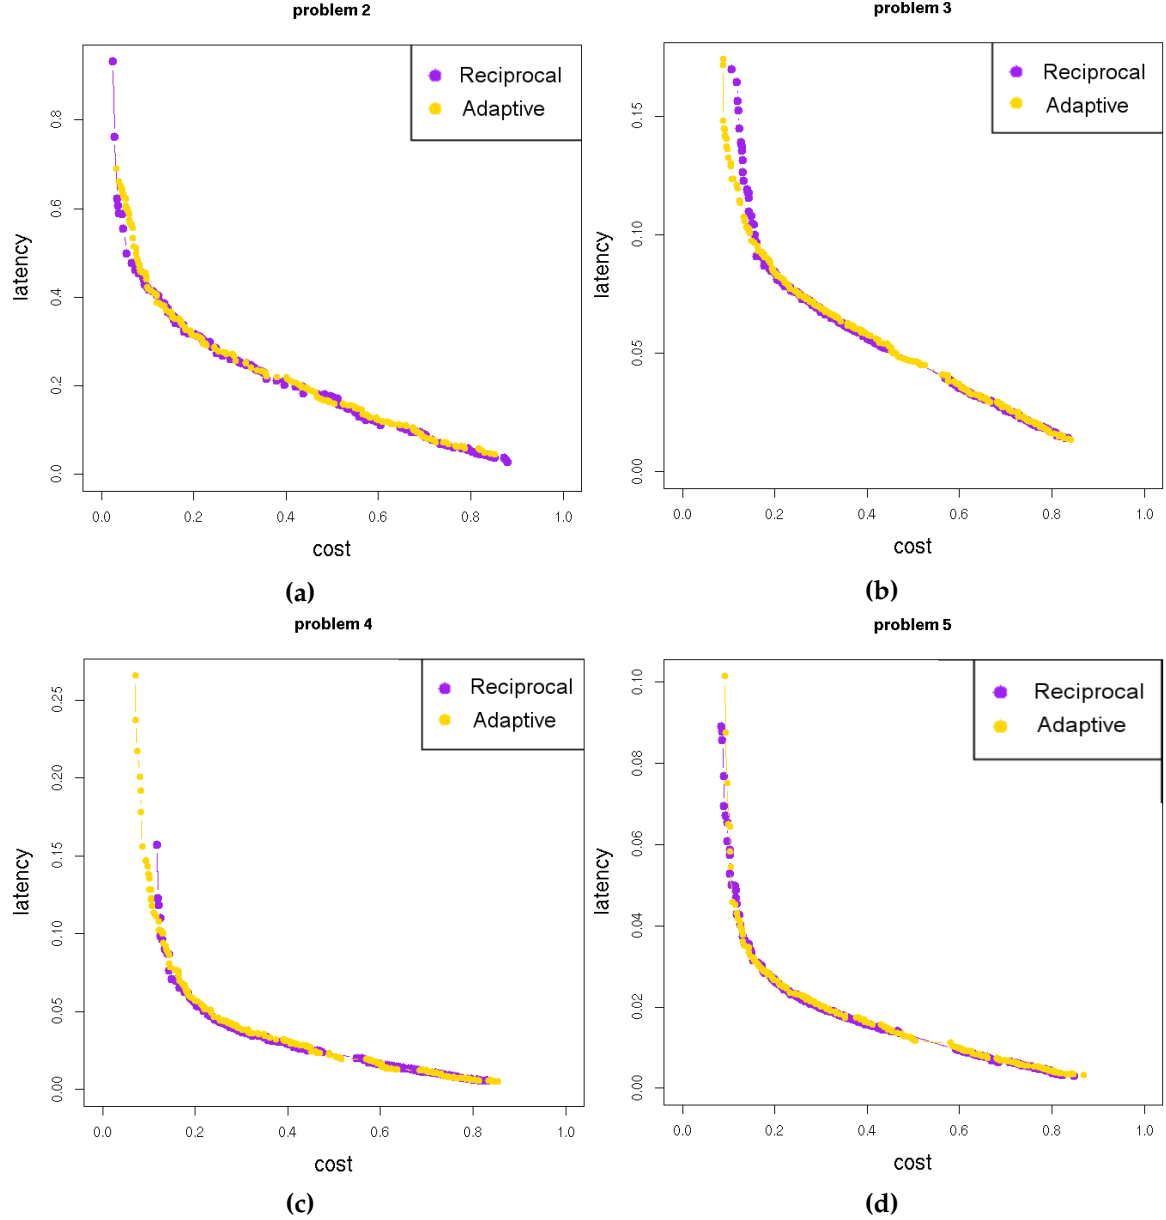 problem 2
Reciprocal
Adaptive
latency
0.0
0.2
0.4
0.6
0.8
0.0 0.2 0.4 0.6 0.8 1.0
cost
(a)
problem 3
Reciprocal
Adaptive
latency
0.00
0.05
0.10
0.15
0.0 0.2 0.4 0.6 0.8 1.0
cost
(b)
problem 4
Reciprocal
Adaptive
latency
0.00
0.05
0.10
0.15
0.20
0.25
0.0 0.2 0.4 0.6 0.8 1.0
cost
(c)
problem 5
Reciprocal
Adaptive
latency
0.00
0.02
0.04
0.06
0.08
0.10
0.0 0.2 0.4 0.6 0.8 1.0
cost
(d)